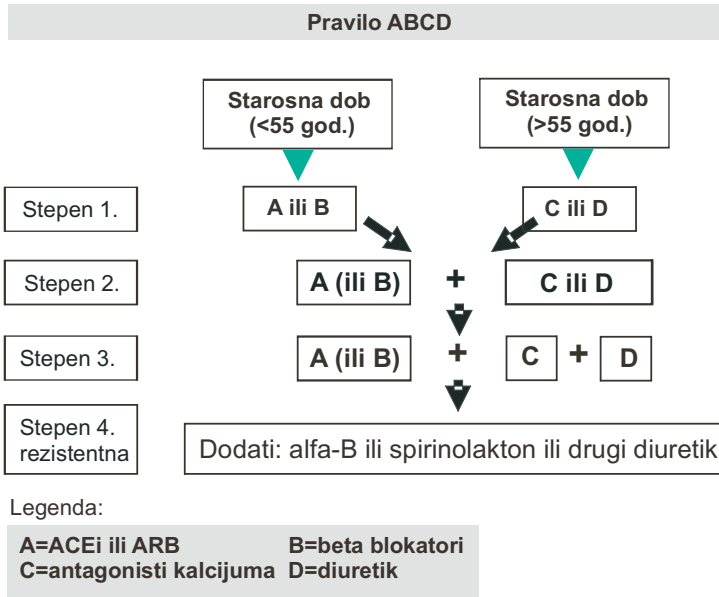 Pravilo ABCD
Starosna dob
(<55 god.)
Starosna dob
(>55 god.)
Stepen 1.
A ili B
C ili D
Stepen 2.
A (ili B)
+
C ili D
Stepen 3.
A (ili B)
+
C
+
D
Stepen 4.
rezistentna
Dodati: alfa-B ili spirinolakton ili drugi diuretik
Legenda:
A=ACEi ili ARB B=beta blokatori
C=antagonisti kalcijuma D=diuretik